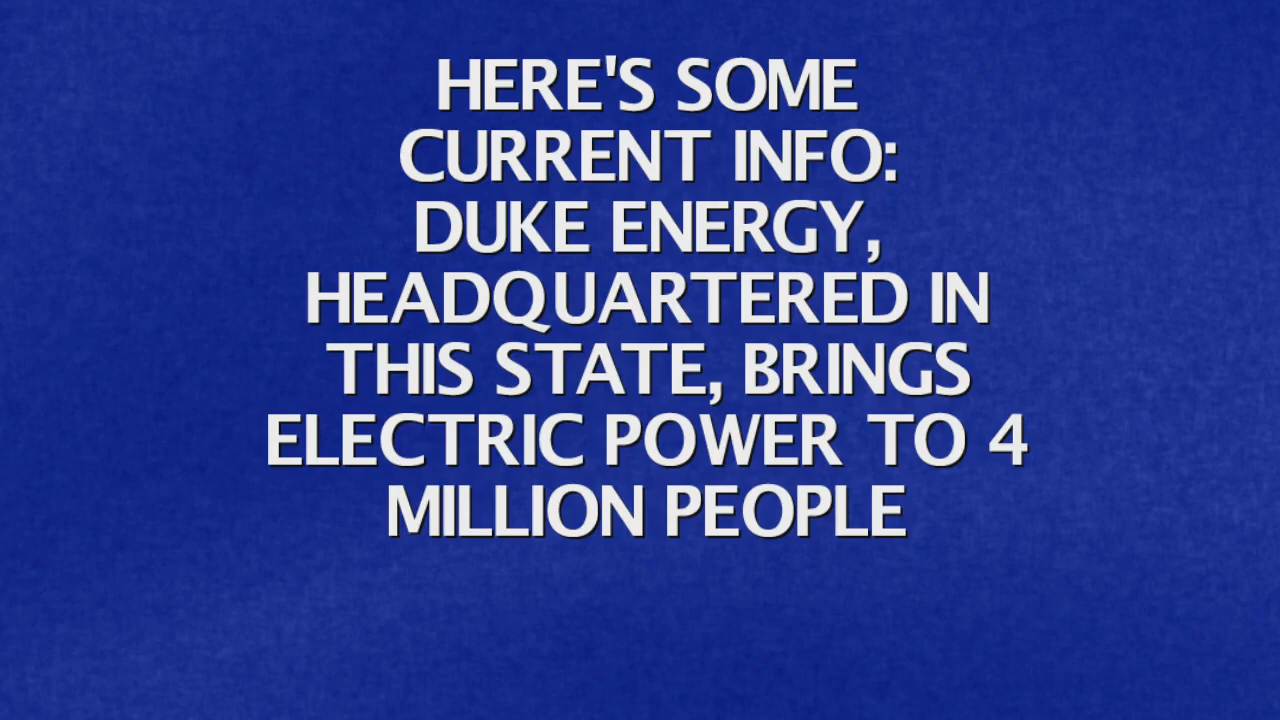 HERE'S SOME
CURRENT INFO:
DUKE ENERGY,
HEADQUARTERED IN
THIS STATE, BRINGS
ELECTRIC POWER TO 4
MILLION PEOPLE